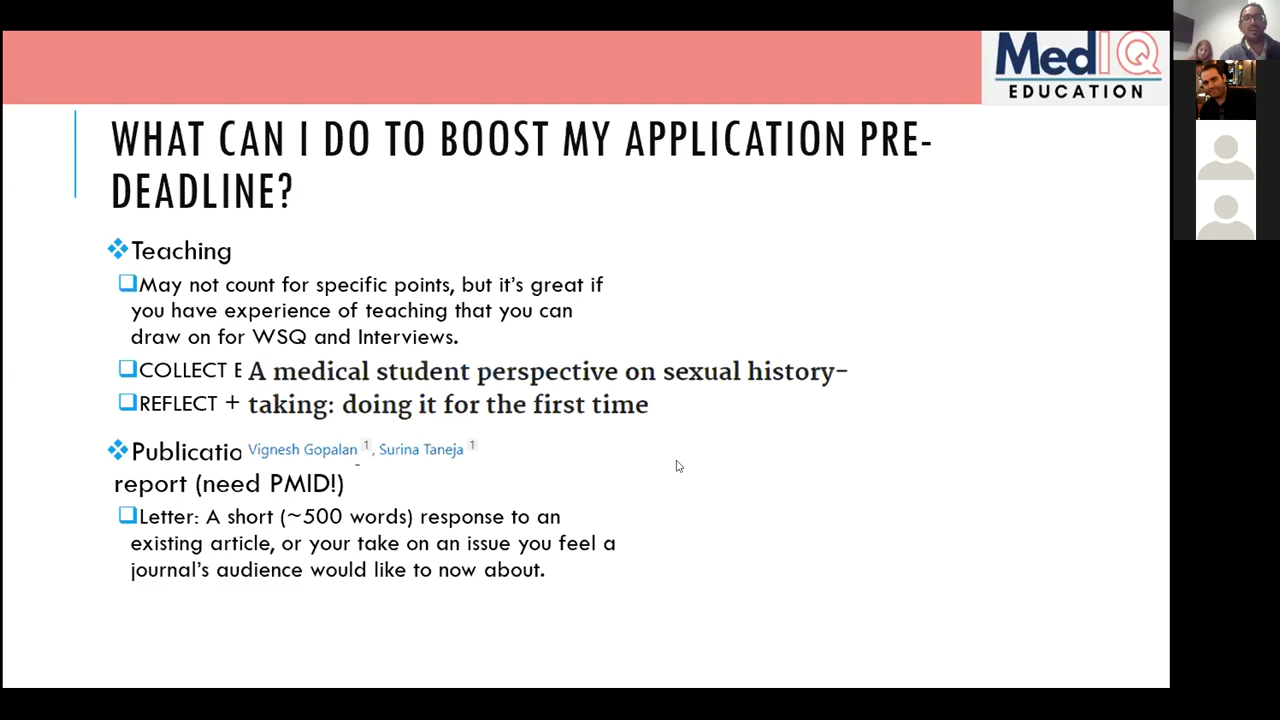 MedIQ
EDUCATION
WHAT CAN I DO TO BOOST MY APPLICATION PRE-
DEADLINE?
Teaching
May not count for specific points, but it's great if
you have experience of teaching that you can
draw on for WSQ and Interviews.
COLLECT
A medical student perspective on sexual history-
REFLECT +
taking: doing it for the first time
Vignesh Gopalan 1, Surina Taneja 1
report (need PMID!)
Letter: A short (~500 words) response to an
existing article, or your take on an issue you feel a
journal's audience would like to now about.